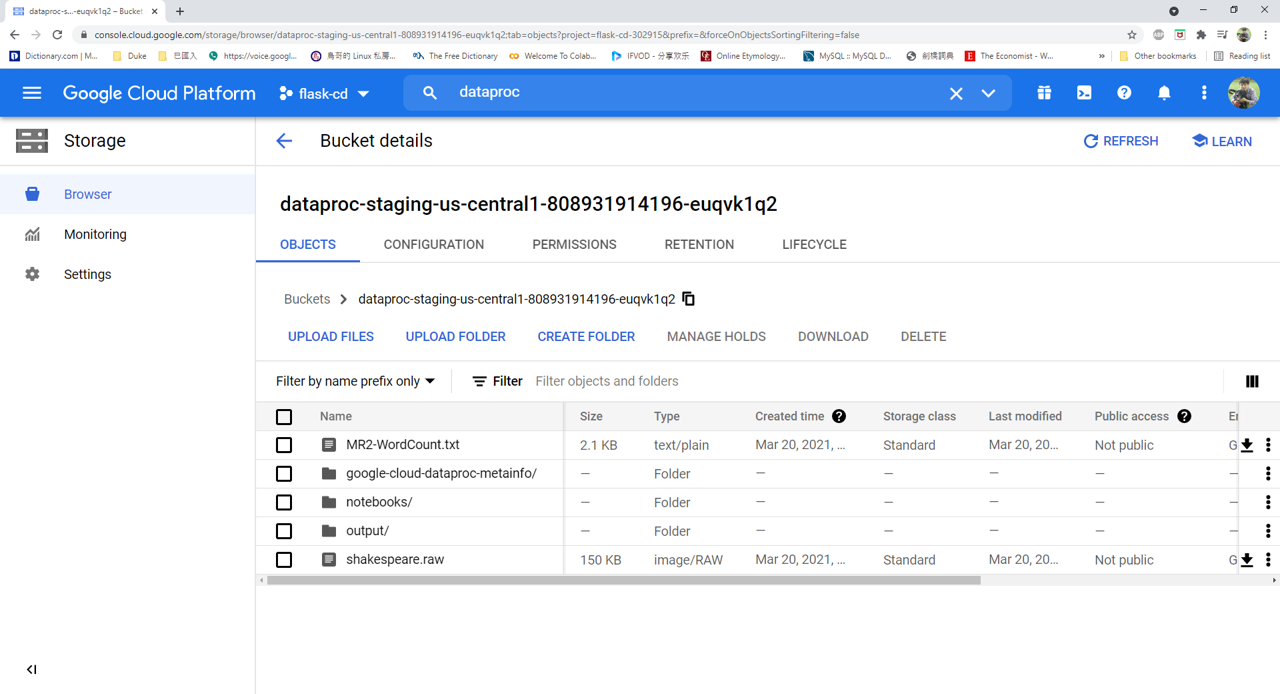 dataproc-s...-euqvk1q2 – Bucket
console.cloud.google.com/storage/browser/dataproc-staging-us-central1-808931914196-euqvk1q2;tab=objects?project=flask-cd-302915&prefix=&forceOnObjectsSortingFiltering=false
Dictionary.com | M... Duke 巴國入 https://voice.googl... 鳥哥的 Linux 私房... The Free Dictionary Welcome To Colab... IFVOD - 分享欢乐 Online Etymology... MySQL :: MySQL D... 劍橋詞典 The Economist - W... » Other bookmarks Reading list
Google Cloud Platform flask-cd dataproc
Storage Bucket details REFRESH LEARN
Browser
Monitoring
Settings
dataproc-staging-us-central1-808931914196-euqvk1q2
OBJECTS CONFIGURATION PERMISSIONS RETENTION LIFECYCLE
Buckets > dataproc-staging-us-central1-808931914196-euqvk1q2
UPLOAD FILES UPLOAD FOLDER CREATE FOLDER MANAGE HOLDS DOWNLOAD DELETE
Filter by name prefix only Filter Filter objects and folders
Name Size Type Created time Storage class Last modified Public access
MR2-WordCount.txt 2.1 KB text/plain Mar 20, 2021, ... Standard Mar 20, 20... Not public G
google-cloud-dataproc-metainfo/ — Folder — — — — —
notebooks/ — Folder — — — — —
output/ — Folder — — — — —
shakespeare.raw 150 KB image/RAW Mar 20, 2021, ... Standard Mar 20, 20... Not public G